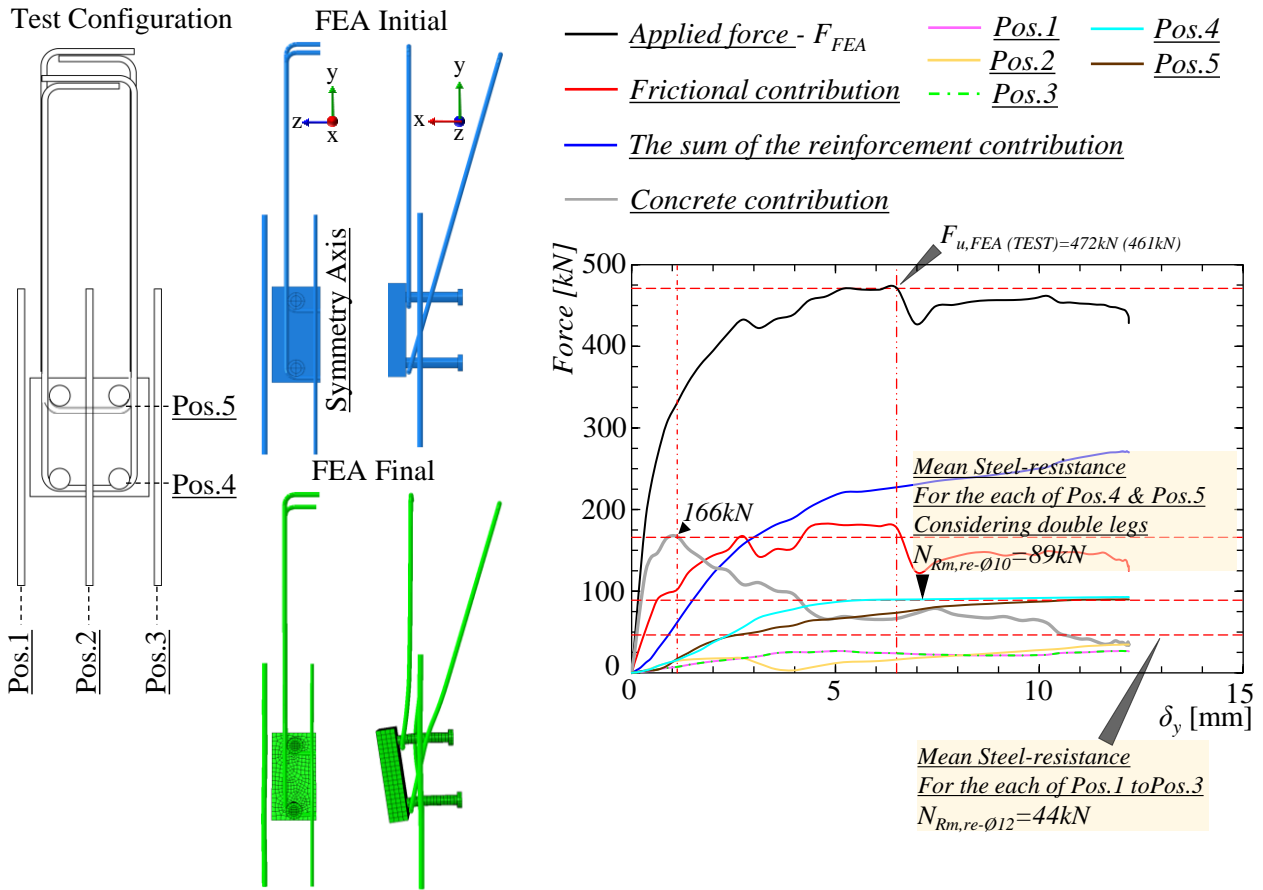 Test Configuration
Pos.5
Pos.4
Pos.1
Pos.2
Pos.3
FEA Initial
y
z
x
y
x
z
Symmetry Axis
FEA Final
Applied force - F_FEA
Frictional contribution
The sum of the reinforcement contribution
Concrete contribution
Pos.1
Pos.2
Pos.3
Pos.4
Pos.5
F_u,FEA (TEST)=472kN (461kN)
Force [kN]
500
400
300
200
100
0
166kN
Mean Steel-resistance
For the each of Pos.4 & Pos.5
Considering double legs
N_Rm,re-Ø10=89kN
0
5
10
15
δ_y [mm]
Mean Steel-resistance
For the each of Pos.1 toPos.3
N_Rm,re-Ø12=44kN